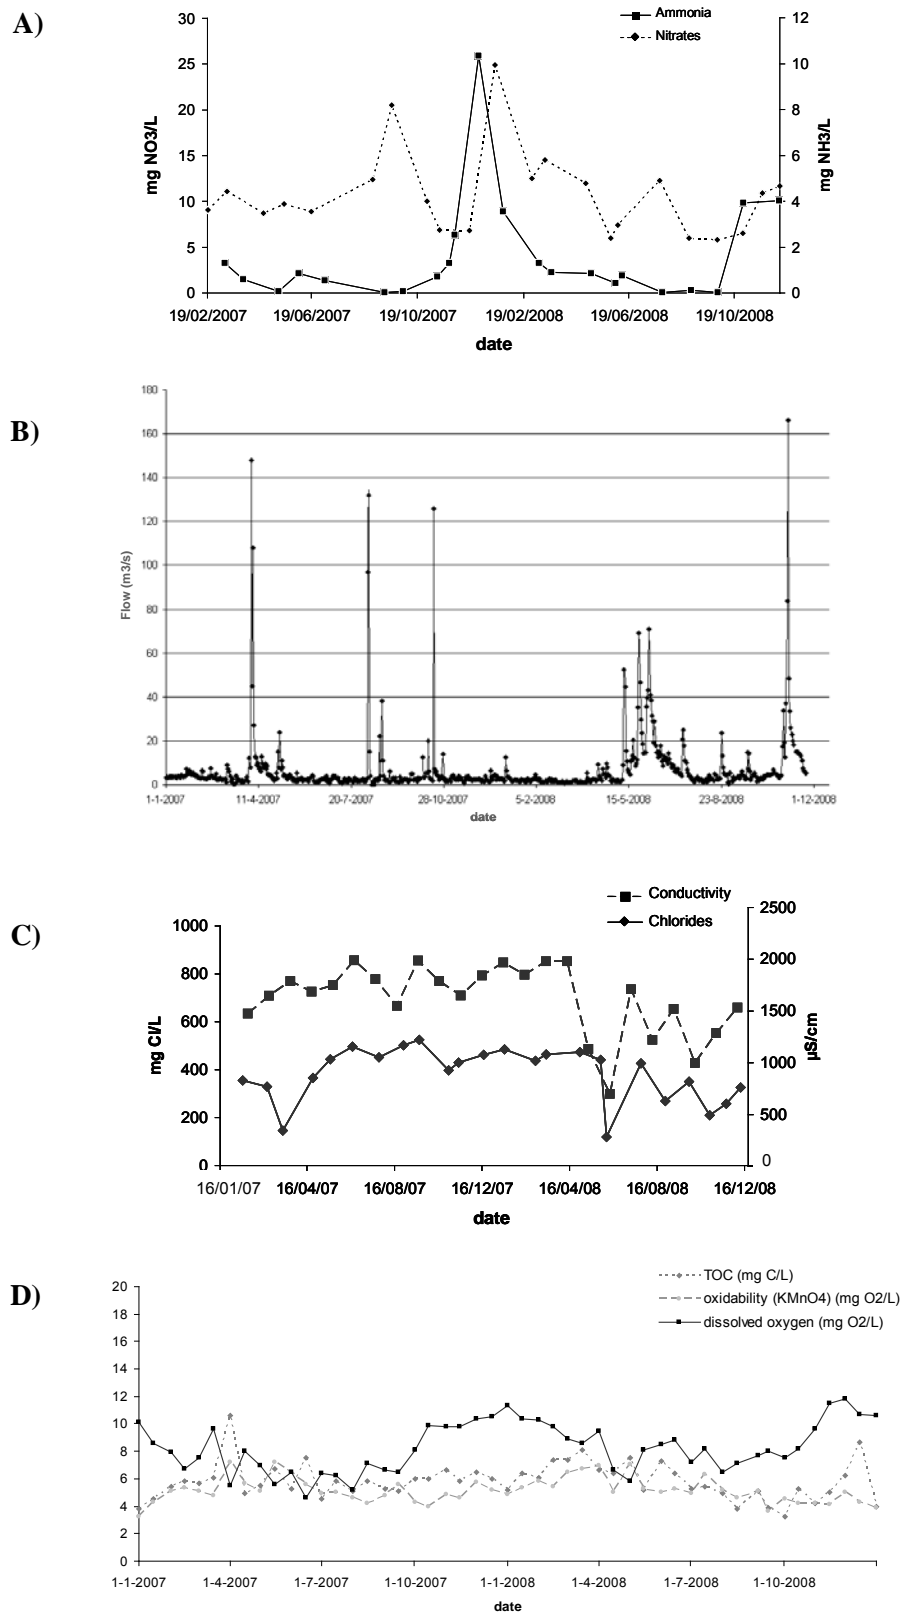 A)
Ammonia
Nitrates
30
25
20
15
10
5
0
12
10
8
6
4
2
0
mg NO3/L
mg NH3/L
19/02/2007 19/06/2007 19/10/2007 19/02/2008 19/06/2008 19/10/2008
date
B)
180
160
140
120
100
80
60
40
20
0
Flow (m3/s)
1-1-2007 11-4-2007 20-7-2007 28-10-2007 5-2-2008 15-5-2008 23-8-2008 1-12-2008
date
C)
Conductivity
Chlorides
1000
800
600
400
200
0
2500
2000
1500
1000
500
0
mg Cl/L
µS/cm
16/01/07 16/04/07 16/08/07 16/12/07 16/04/08 16/08/08 16/12/08
date
D)
TOC (mg C/L)
oxidability (KMnO4) (mg O2/L)
dissolved oxygen (mg O2/L)
20
18
16
14
12
10
8
6
4
2
0
1-1-2007 1-4-2007 1-7-2007 1-10-2007 1-1-2008 1-4-2008 1-7-2008 1-10-2008
date